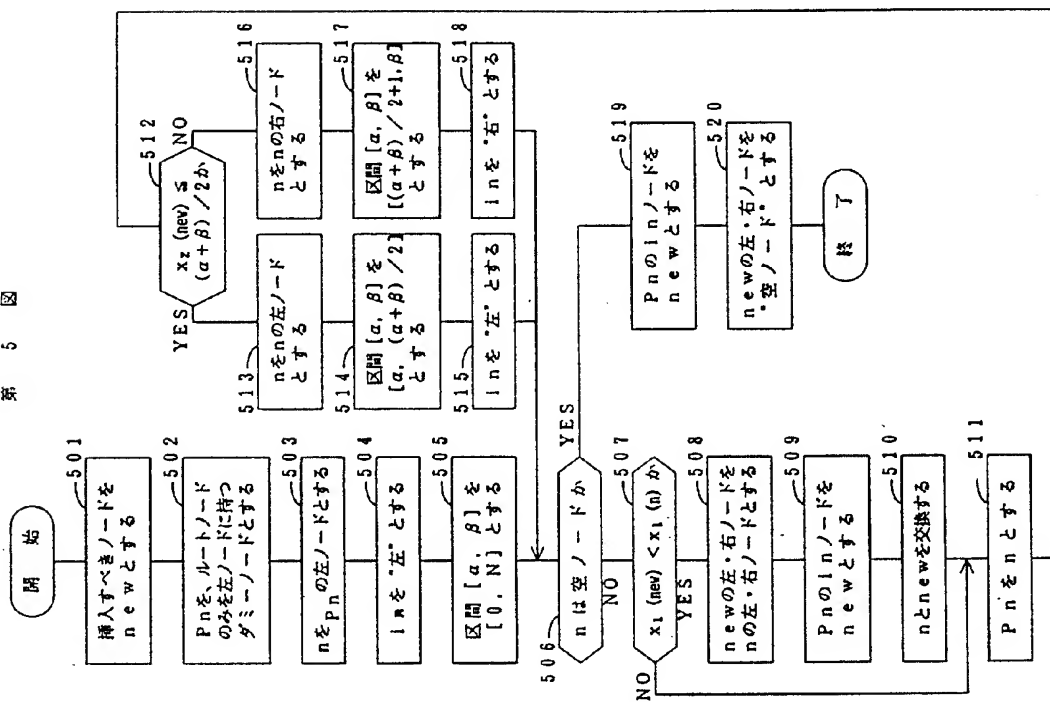 第 5 図
開 始
501
挿入すべきノードを
newとする
502
Pnを、ルートノード
のみを左ノードに持つ
ダミーノードとする
503
nをPnの左ノードとする
504
lnを"左"とする
505
区間[α, β]を
[0, N]とする
506
nは空ノードか
YES
NO
507
x₁(new)<x₁(n)か
YES
NO
508
newの左・右ノードを
nの左・右ノードとする
509
Pnのlnノードを
newとする
510
nとnewを交換する
511
Pnをnとする
512
x₂(new)≦
(α+β)/2か
YES
NO
513
nをnの左ノード
とする
514
区間[α, β]を
[α, (α+β)/2]
とする
515
lnを"左"とする
516
nをnの右ノード
とする
517
区間[α, β]を
[(α+β)/2+1,β]
とする
518
lnを"右"とする
519
Pnのlnノードを
newとする
520
newの左・右ノードを
"空ノード"とする
終 了